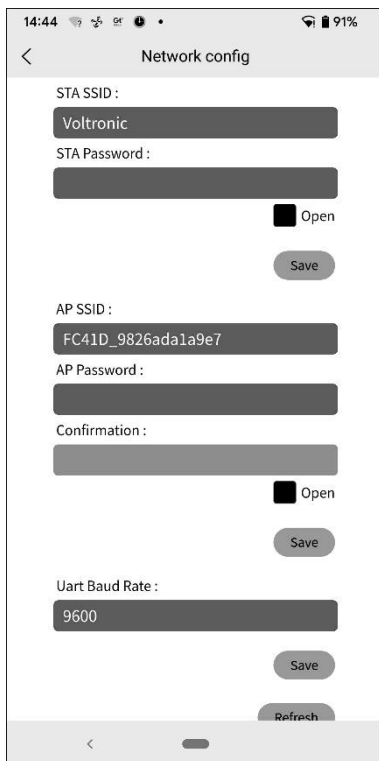 14:44 91%
Network config
STA SSID :
Voltronic
STA Password :
Open
Save
AP SSID :
FC41D_9826ada1a9e7
AP Password :
Confirmation :
Open
Save
Uart Baud Rate :
9600
Save
Refresh